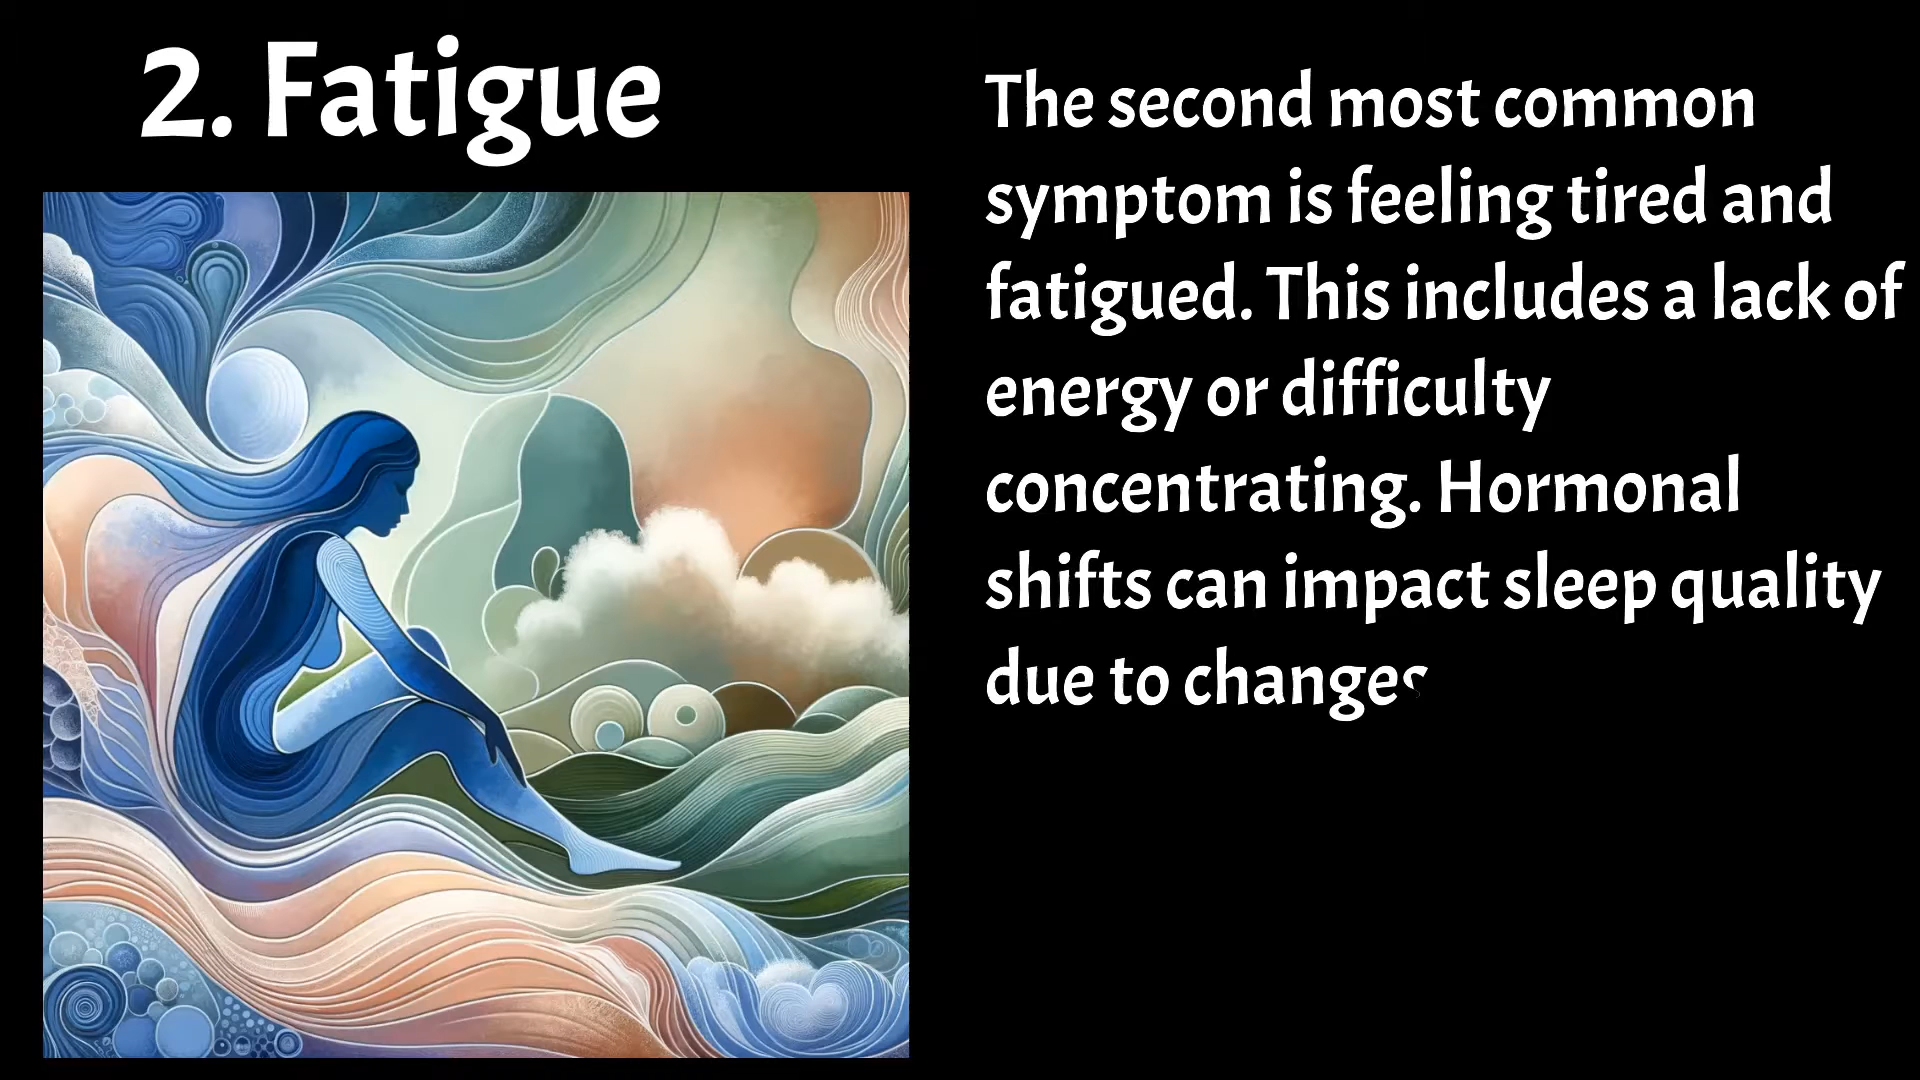 2. Fatigue
The second most common
symptom is feeling tired and
fatigued. This includes a lack of
energy or difficulty
concentrating. Hormonal
shifts can impact sleep quality
due to changes